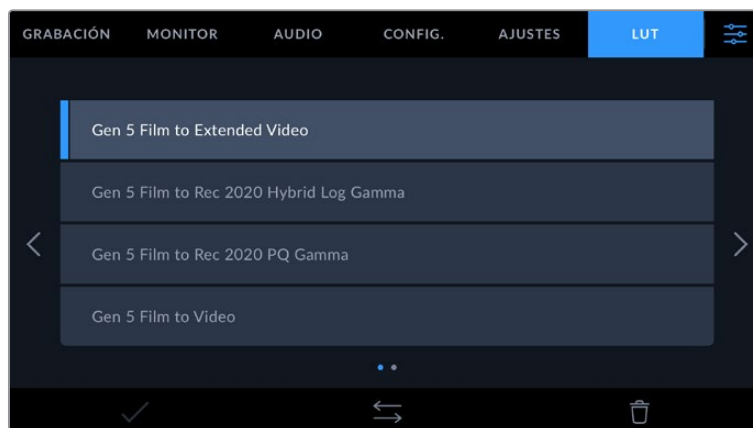 GRABACIÓN MONITOR AUDIO CONFIG. AJUSTES LUT
Gen 5 Film to Extended Video
Gen 5 Film to Rec 2020 Hybrid Log Gamma
Gen 5 Film to Rec 2020 PQ Gamma
Gen 5 Film to Video